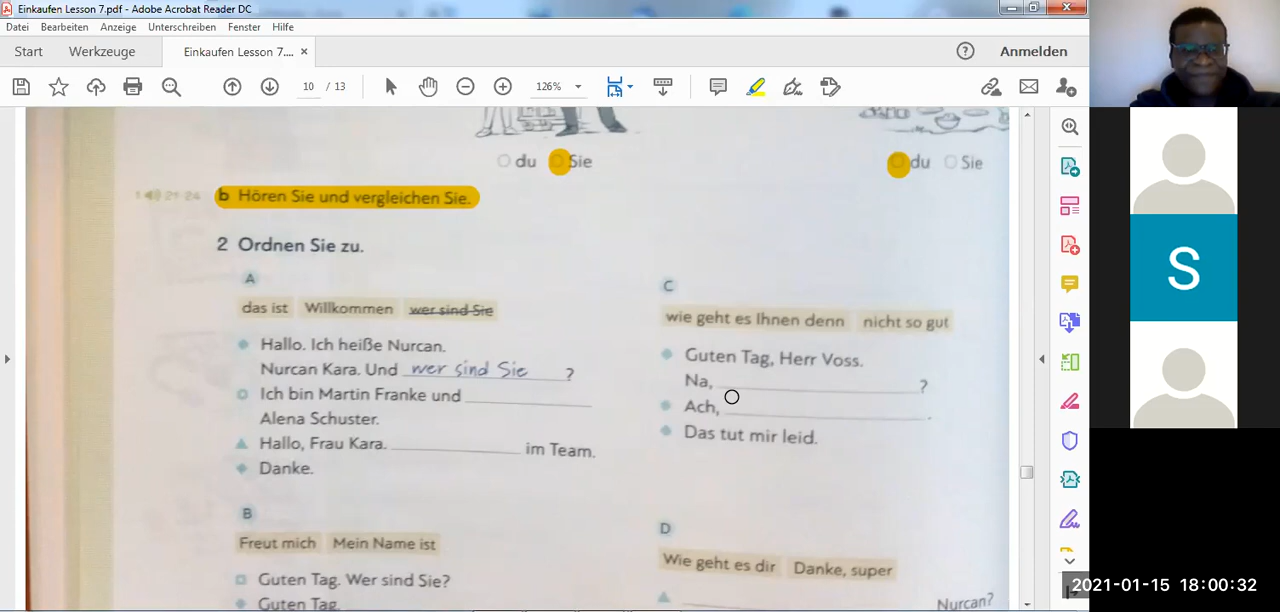 Einkaufen Lesson 7.pdf - Adobe Acrobat Reader DC
Datei Bearbeiten Anzeige Unterschreiben Fenster Hilfe
Start Werkzeuge Einkaufen Lesson 7.... × ? Anmelden
10 / 13 126%
du Sie
du Sie
1 21-24 b Hören Sie und vergleichen Sie.
2 Ordnen Sie zu.
A
das ist Willkommen wer sind Sie
Hallo. Ich heiße Nurcan.
Nurcan Kara. Und wer sind Sie ?
Ich bin Martin Franke und
Alena Schuster.
Hallo, Frau Kara. im Team.
Danke.
B
Freut mich Mein Name ist
Guten Tag. Wer sind Sie?
Guten Tag.
C
wie geht es Ihnen denn nicht so gut
Guten Tag, Herr Voss.
Na, ?
Ach, .
Das tut mir leid.
D
Wie geht es dir Danke, super
Nurcan?
S
2021-01-15 18:00:32